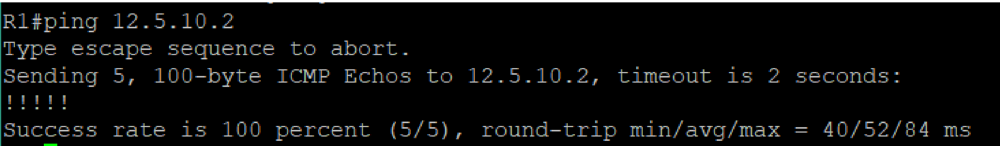 R1#ping 12.5.10.2
Type escape sequence to abort.
Sending 5, 100-byte ICMP Echos to 12.5.10.2, timeout is 2 seconds:
!!!!!
Success rate is 100 percent (5/5), round-trip min/avg/max = 40/52/84 ms